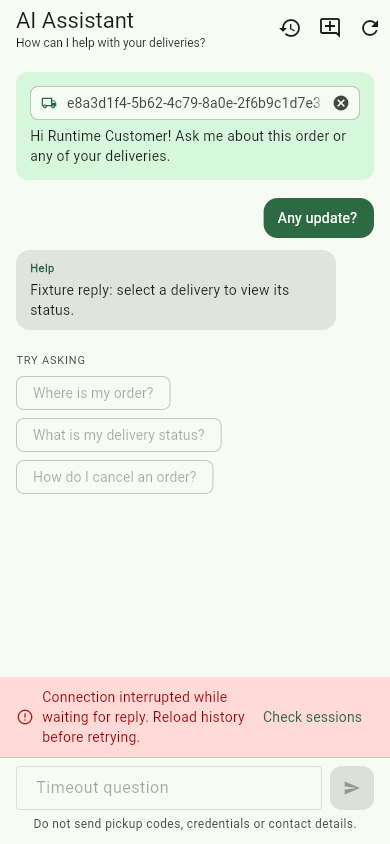 AI Assistant
How can I help with your deliveries?
e8a3d1f4-5b62-4c79-8a0e-2f6b9c1d7e3
Hi Runtime Customer! Ask me about this order or
any of your deliveries.
Any update?
Help
Fixture reply: select a delivery to view its
status.
TRY ASKING
Where is my order?
What is my delivery status?
How do I cancel an order?
Connection interrupted while
waiting for reply. Reload history
before retrying.
Check sessions
Timeout question
Do not send pickup codes, credentials or contact details.